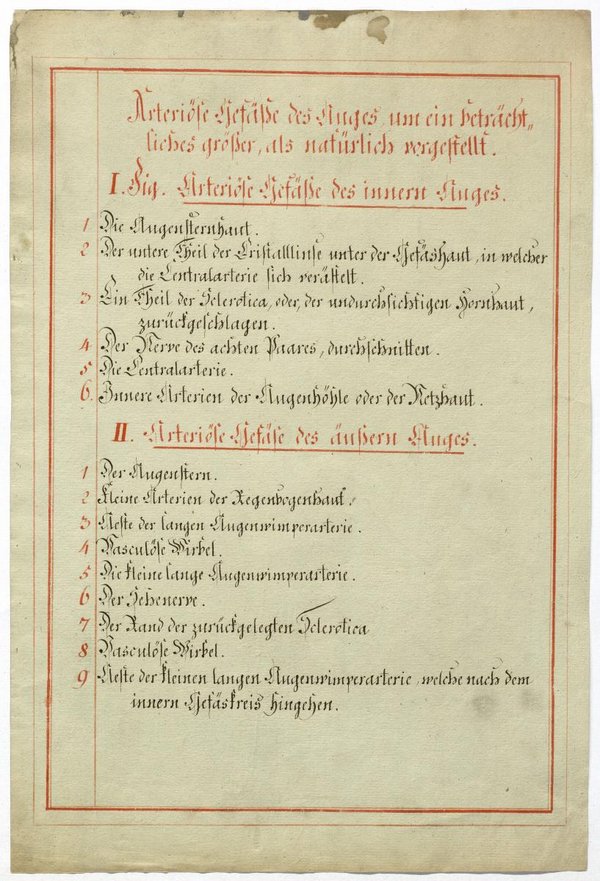 Arteriöse Gefäße des Auges, um ein beträcht„
liches größer, als natürlich vorgestellt.
I. Fig. Arteriöse Gefäße des innern Auges.
1 Die Augensternhaut.
2 Der untere Theil der Cristalllinse unter der Gefäshaut, in welcher
die Centralarterie sich verästelt.
3 Ein Theil der Sclerotica, oder, der undurchsichtigen Hornhaut,
zurückgeschlagen.
4 Der Nerve des achten Paares, durchschnitten.
5 Die Centralarterie.
6. Innere Arterien der Augenhöhle oder der Netzhaut.
II. Arteriöse Gefäse des äußern Auges.
1 Der Augenstern.
2 Kleine Arterien der Regenbogenhaut.
3 Aeste der langen Augenwimperarterie.
4 Vasculöse Wirbel.
5 Die kleine lange Augenwimperarterie.
6 Der Sehenerve.
7 Der Rand der zurückgelegten Sclerotica
8 Vasculöse Wirbel.
9 Aeste der kleinen langen Augenwimperarterie, welche nach dem
innern Gefäskreis hingehen.